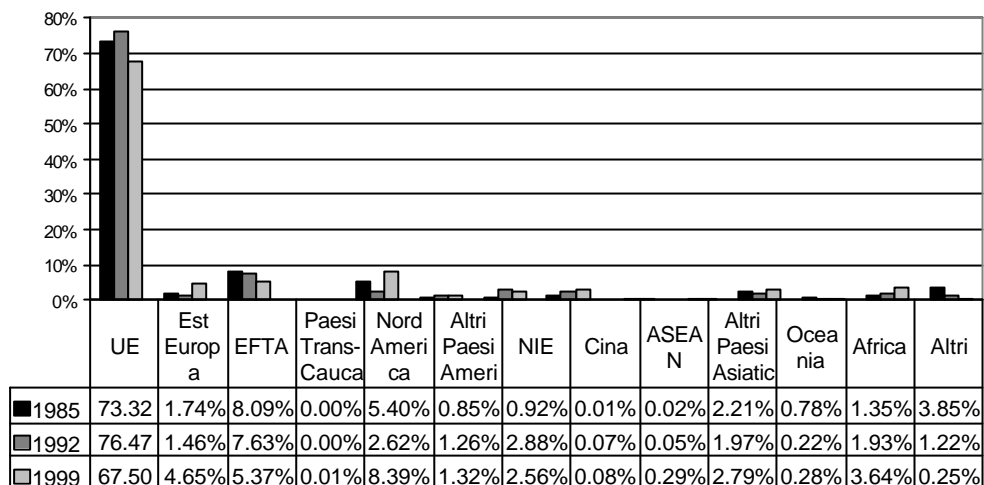 80%
70%
60%
50%
40%
30%
20%
10%
0%
UE
Est
Europ
a
EFTA
Paesi
Trans-
Cauca
Nord
Ameri
ca
Altri
Paesi
Ameri
NIE
Cina
ASEA
N
Altri
Paesi
Asiatic
Ocea
nia
Africa
Altri
1985 73.32 1.74% 8.09% 0.00% 5.40% 0.85% 0.92% 0.01% 0.02% 2.21% 0.78% 1.35% 3.85%
1992 76.47 1.46% 7.63% 0.00% 2.62% 1.26% 2.88% 0.07% 0.05% 1.97% 0.22% 1.93% 1.22%
1999 67.50 4.65% 5.37% 0.01% 8.39% 1.32% 2.56% 0.08% 0.29% 2.79% 0.28% 3.64% 0.25%